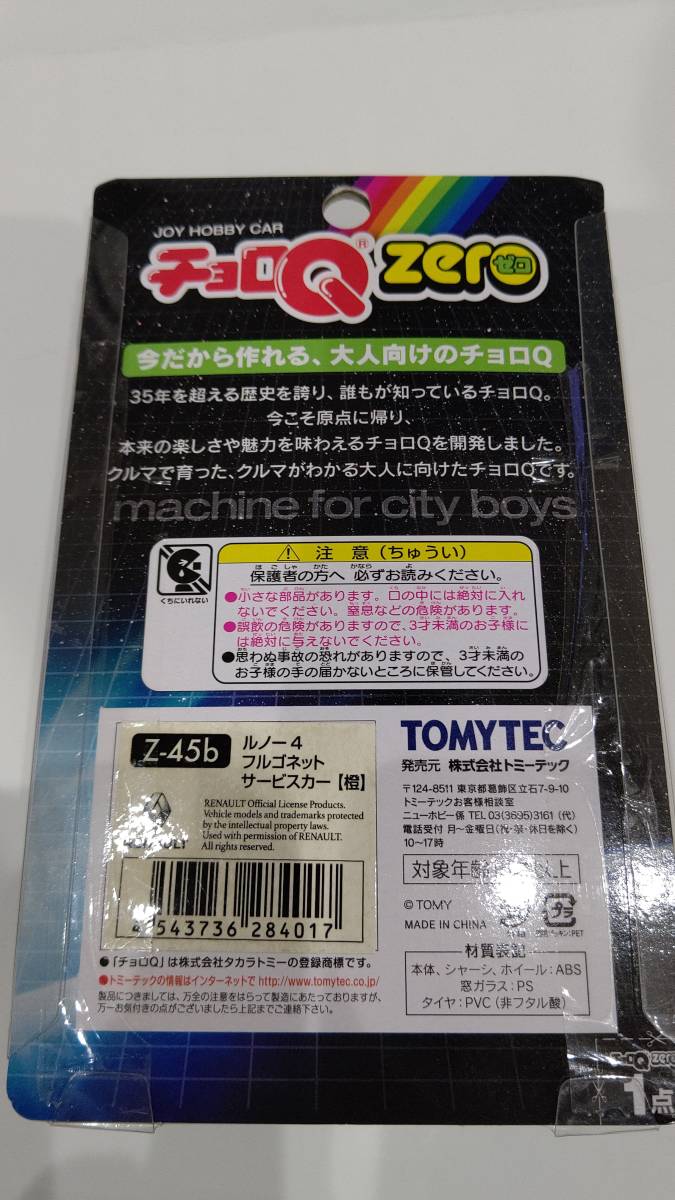 JOY HOBBY CAR
チョロQ® zero ゼロ
今だから作れる、大人向けのチョロQ
35年を超える歴史を誇り、誰もが知っているチョロQ。
今こそ原点に帰り、
本来の楽しさや魅力を味わえるチョロQを開発しました。
クルマで育った、クルマがわかる大人に向けたチョロQです。
machine for city boys
くちにいれない
⚠ 注意(ちゅうい)
保護者の方へ 必ずお読みください。
●小さな部品があります。口の中には絶対に入れ
ないでください。窒息などの危険があります。
●誤飲の危険がありますので、3才未満のお子様に
は絶対に与えないでください。
●思わぬ事故の恐れがありますので、3才未満の
お子様の手の届かないところに保管してください。
Z-45b
ルノー4
フルゴネット
サービスカー【橙】
RENAULT Official License Products.
Vehicle models and trademarks protected
by the intellectual property laws.
Used with permission of RENAULT.
All rights reserved.
RENAULT
4 543736 284017
TOMYTEC
発売元 株式会社トミーテック
〒124-8511 東京都葛飾区立石7-9-10
トミーテックお客様相談室
ニューホビー係 TEL 03(3695)3161(代)
電話受付 月〜金曜日(祝・祭・休日を除く)
10〜17時
対象年齢 以上
© TOMY
MADE IN CHINA
プラ
PET
材質表記
本体、シャーシ、ホイール:ABS
窓ガラス:PS
タイヤ:PVC(非フタル酸)
●「チョロQ」は株式会社タカラトミーの登録商標です。
●トミーテックの情報はインターネットで http://www.tomytec.co.jp/
製品につきましては、万全の注意をはらって製造にあたっておりますが、
万一お気付きの点がございましたら上記までご連絡下さい。
チョロQ zero
1点